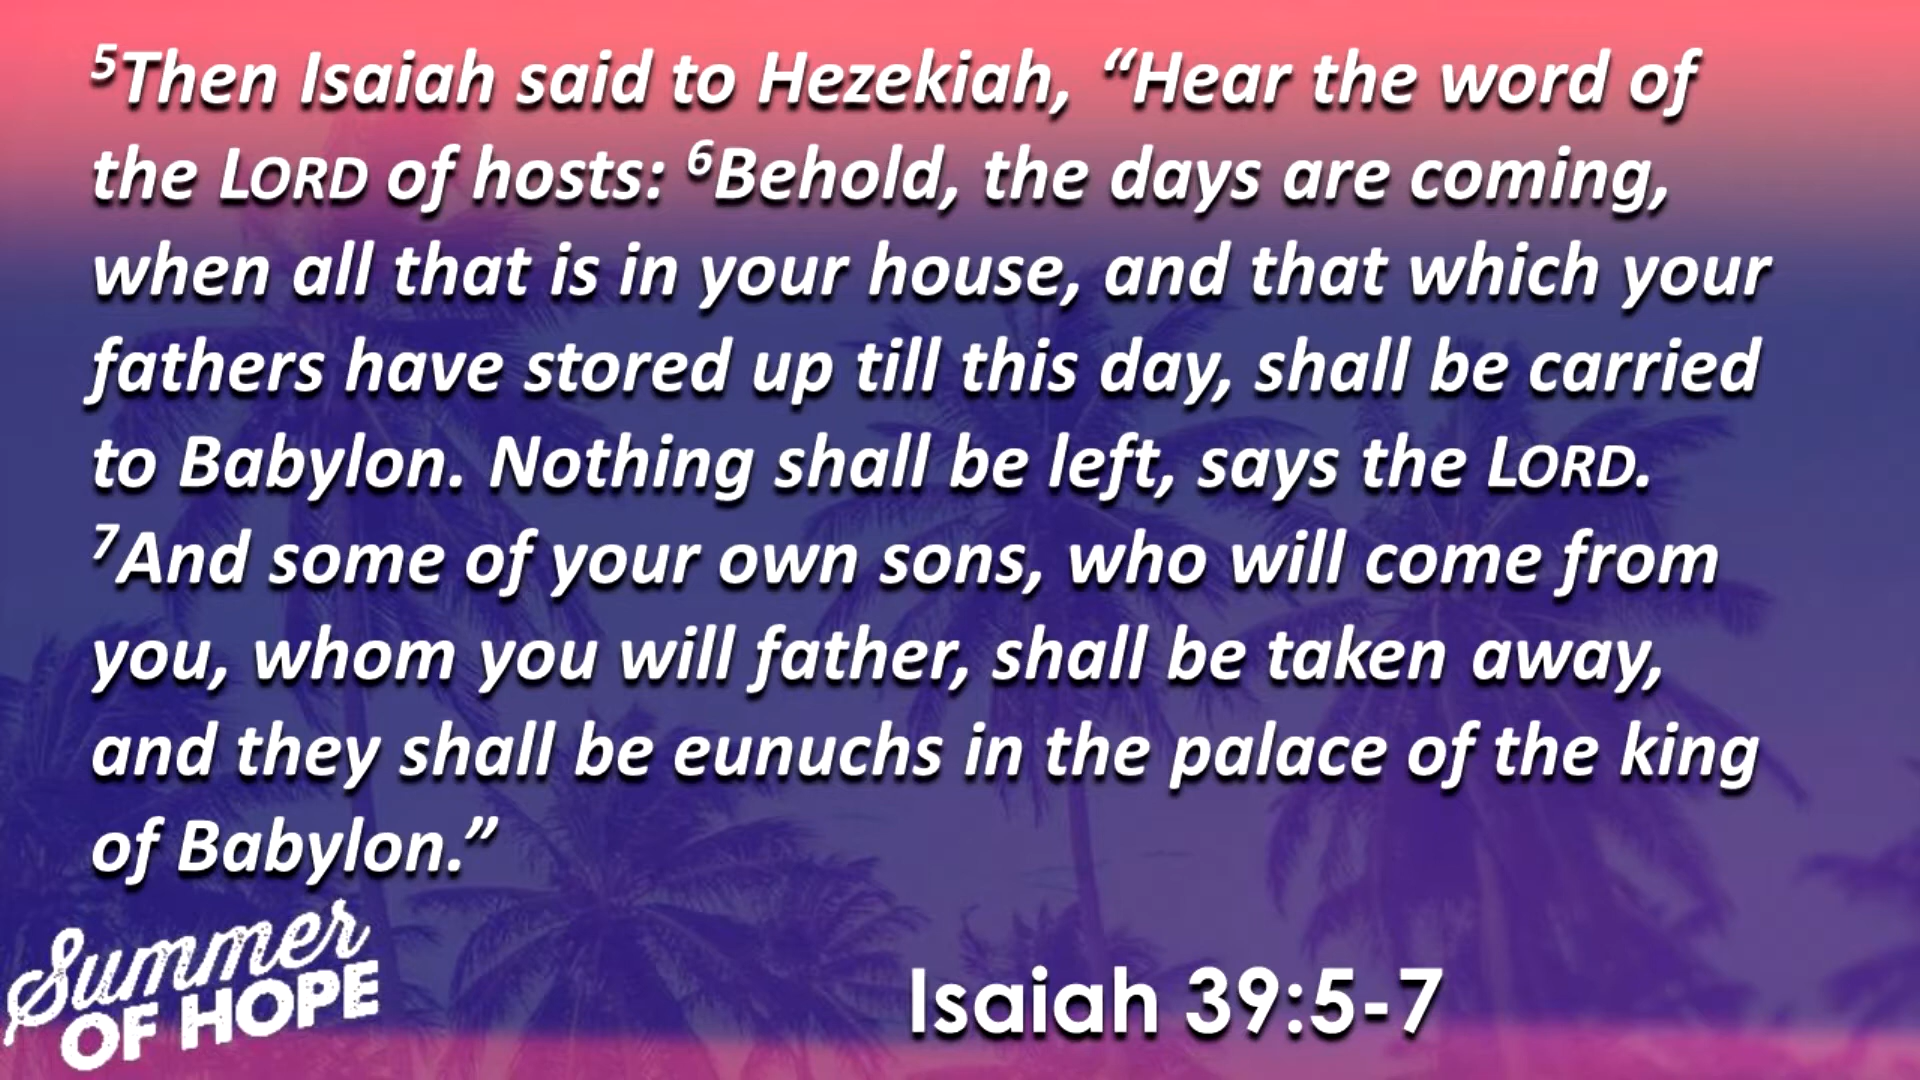 ⁵Then Isaiah said to Hezekiah, “Hear the word of
the LORD of hosts: ⁶Behold, the days are coming,
when all that is in your house, and that which your
fathers have stored up till this day, shall be carried
to Babylon. Nothing shall be left, says the LORD.
⁷And some of your own sons, who will come from
you, whom you will father, shall be taken away,
and they shall be eunuchs in the palace of the king
of Babylon.”
Summer
OF HOPE
Isaiah 39:5-7